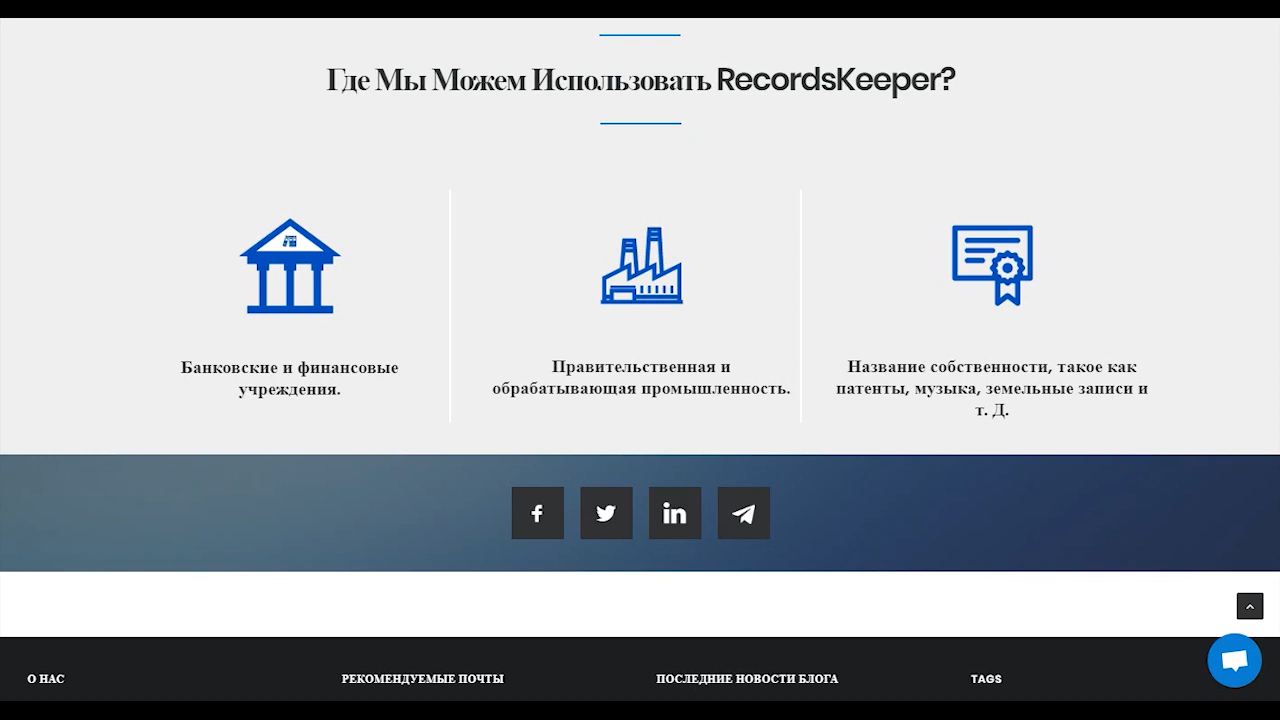 Где Мы Можем Использовать RecordsKeeper?
Банковские и финансовые
учреждения.
Правительственная и
обрабатывающая промышленность.
Название собственности, такое как
патенты, музыка, земельные записи и
т. Д.
О НАС
РЕКОМЕНДУЕМЫЕ ПОЧТЫ
ПОСЛЕДНИЕ НОВОСТИ БЛОГА
TAGS